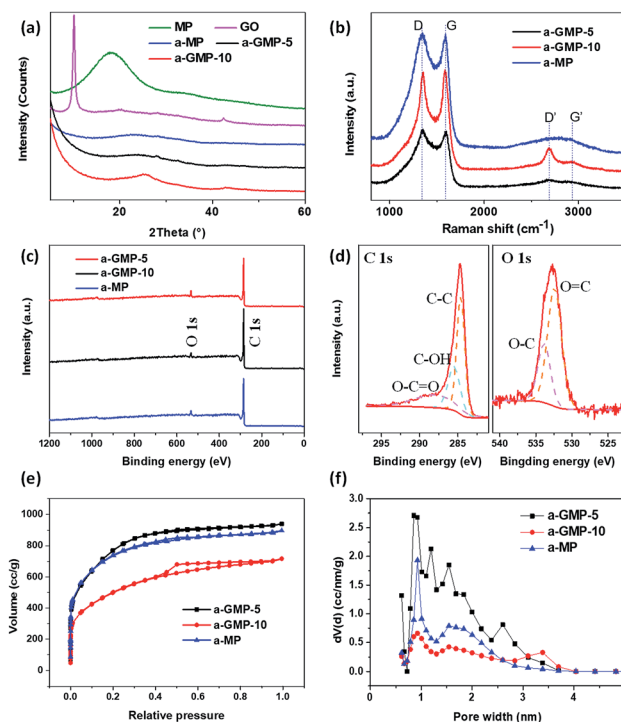 (a)
MP
GO
a-MP
a-GMP-5
a-GMP-10
Intensity (Counts)
0
20
40
60
2Theta (°)
(b)
D
G
a-GMP-5
a-GMP-10
a-MP
D'
G'
Intensity (a.u.)
1000
2000
3000
Raman shift (cm⁻¹)
(c)
a-GMP-5
a-GMP-10
a-MP
O 1s
C 1s
Intensity (a.u.)
1200
1000
800
600
400
200
0
Binding energy (eV)
(d)
C 1s
C-C
C-OH
O-C=O
Intensity (a.u.)
295
290
285
Binding energy (eV)
O 1s
O=C
O-C
540
535
530
525
Bingding energy (eV)
(e)
Volume (cc/g)
900
800
600
400
200
0
a-GMP-5
a-GMP-10
a-MP
0.0
0.2
0.4
0.6
0.8
1.0
Relative pressure
(f)
dV(d) (cc/nm/g)
3.0
2.5
2.0
1.5
1.0
0.5
0.0
a-GMP-5
a-GMP-10
a-MP
0
1
2
3
4
5
Pore width (nm)